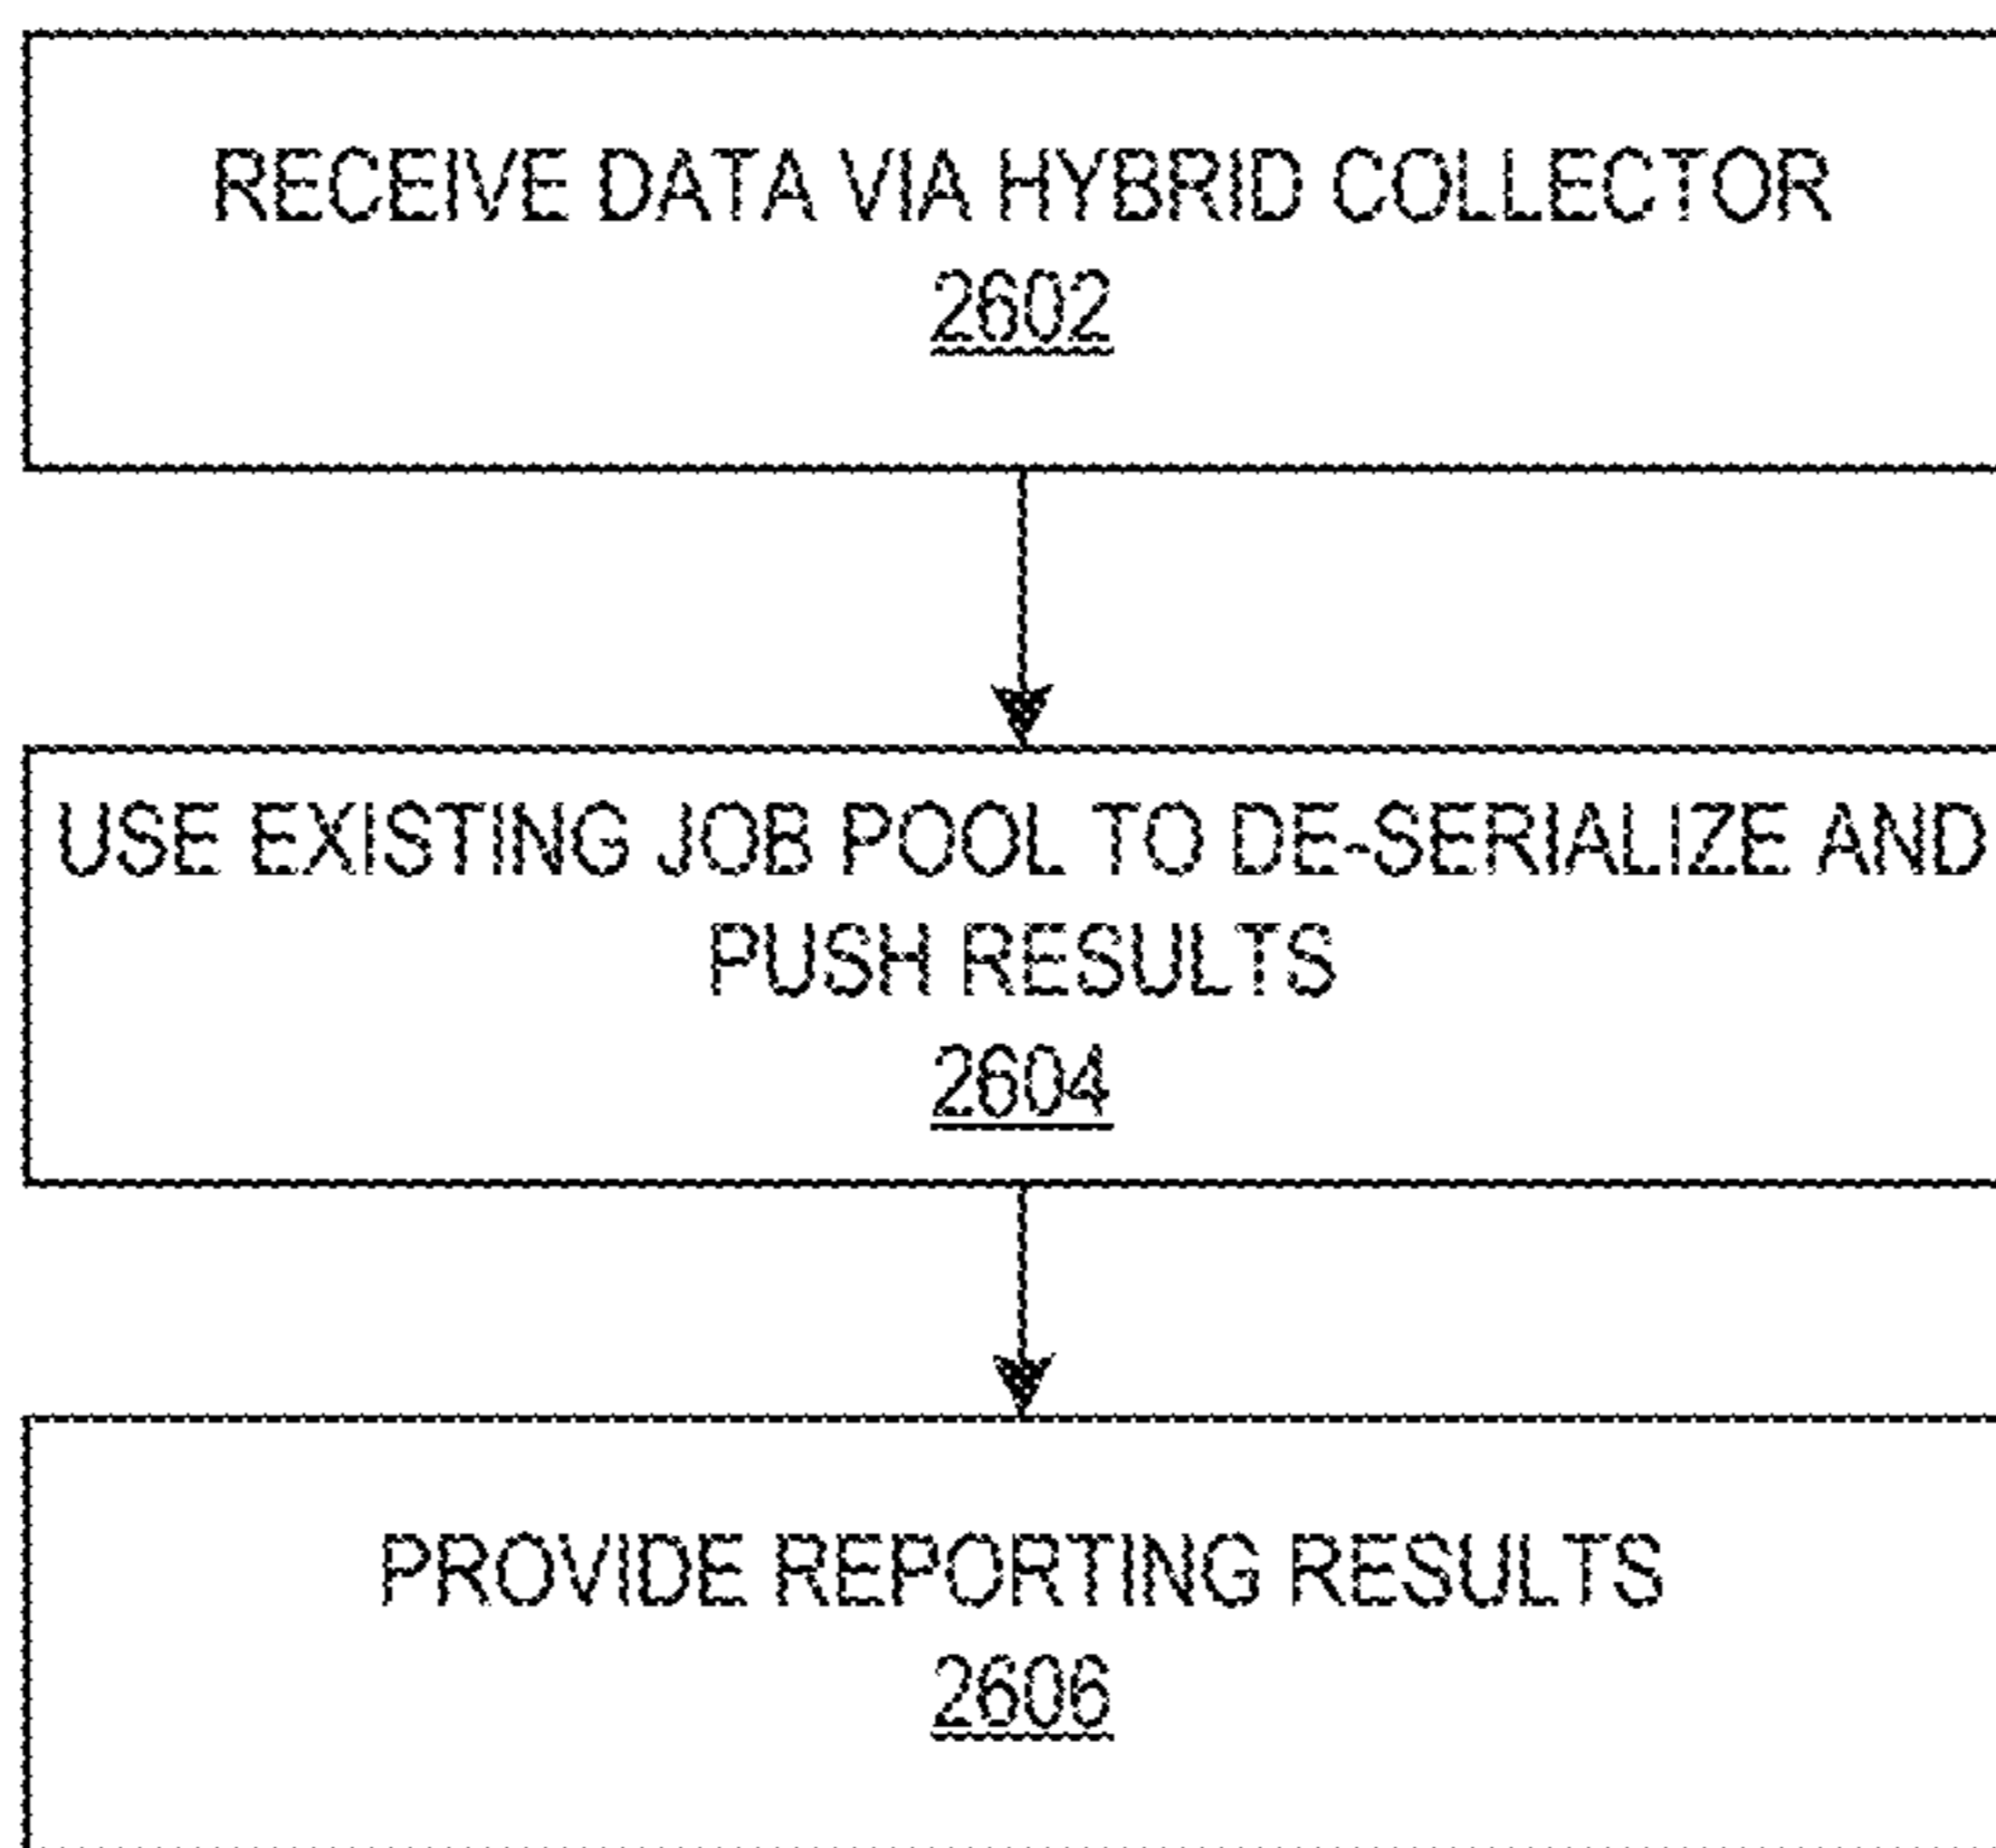 RECEIVE DATA VIA HYBRID COLLECTOR
2602
USE EXISTING JOB POOL TO DE-SERIALIZE AND
PUSH RESULTS
2604
PROVIDE REPORTING RESULTS
2606